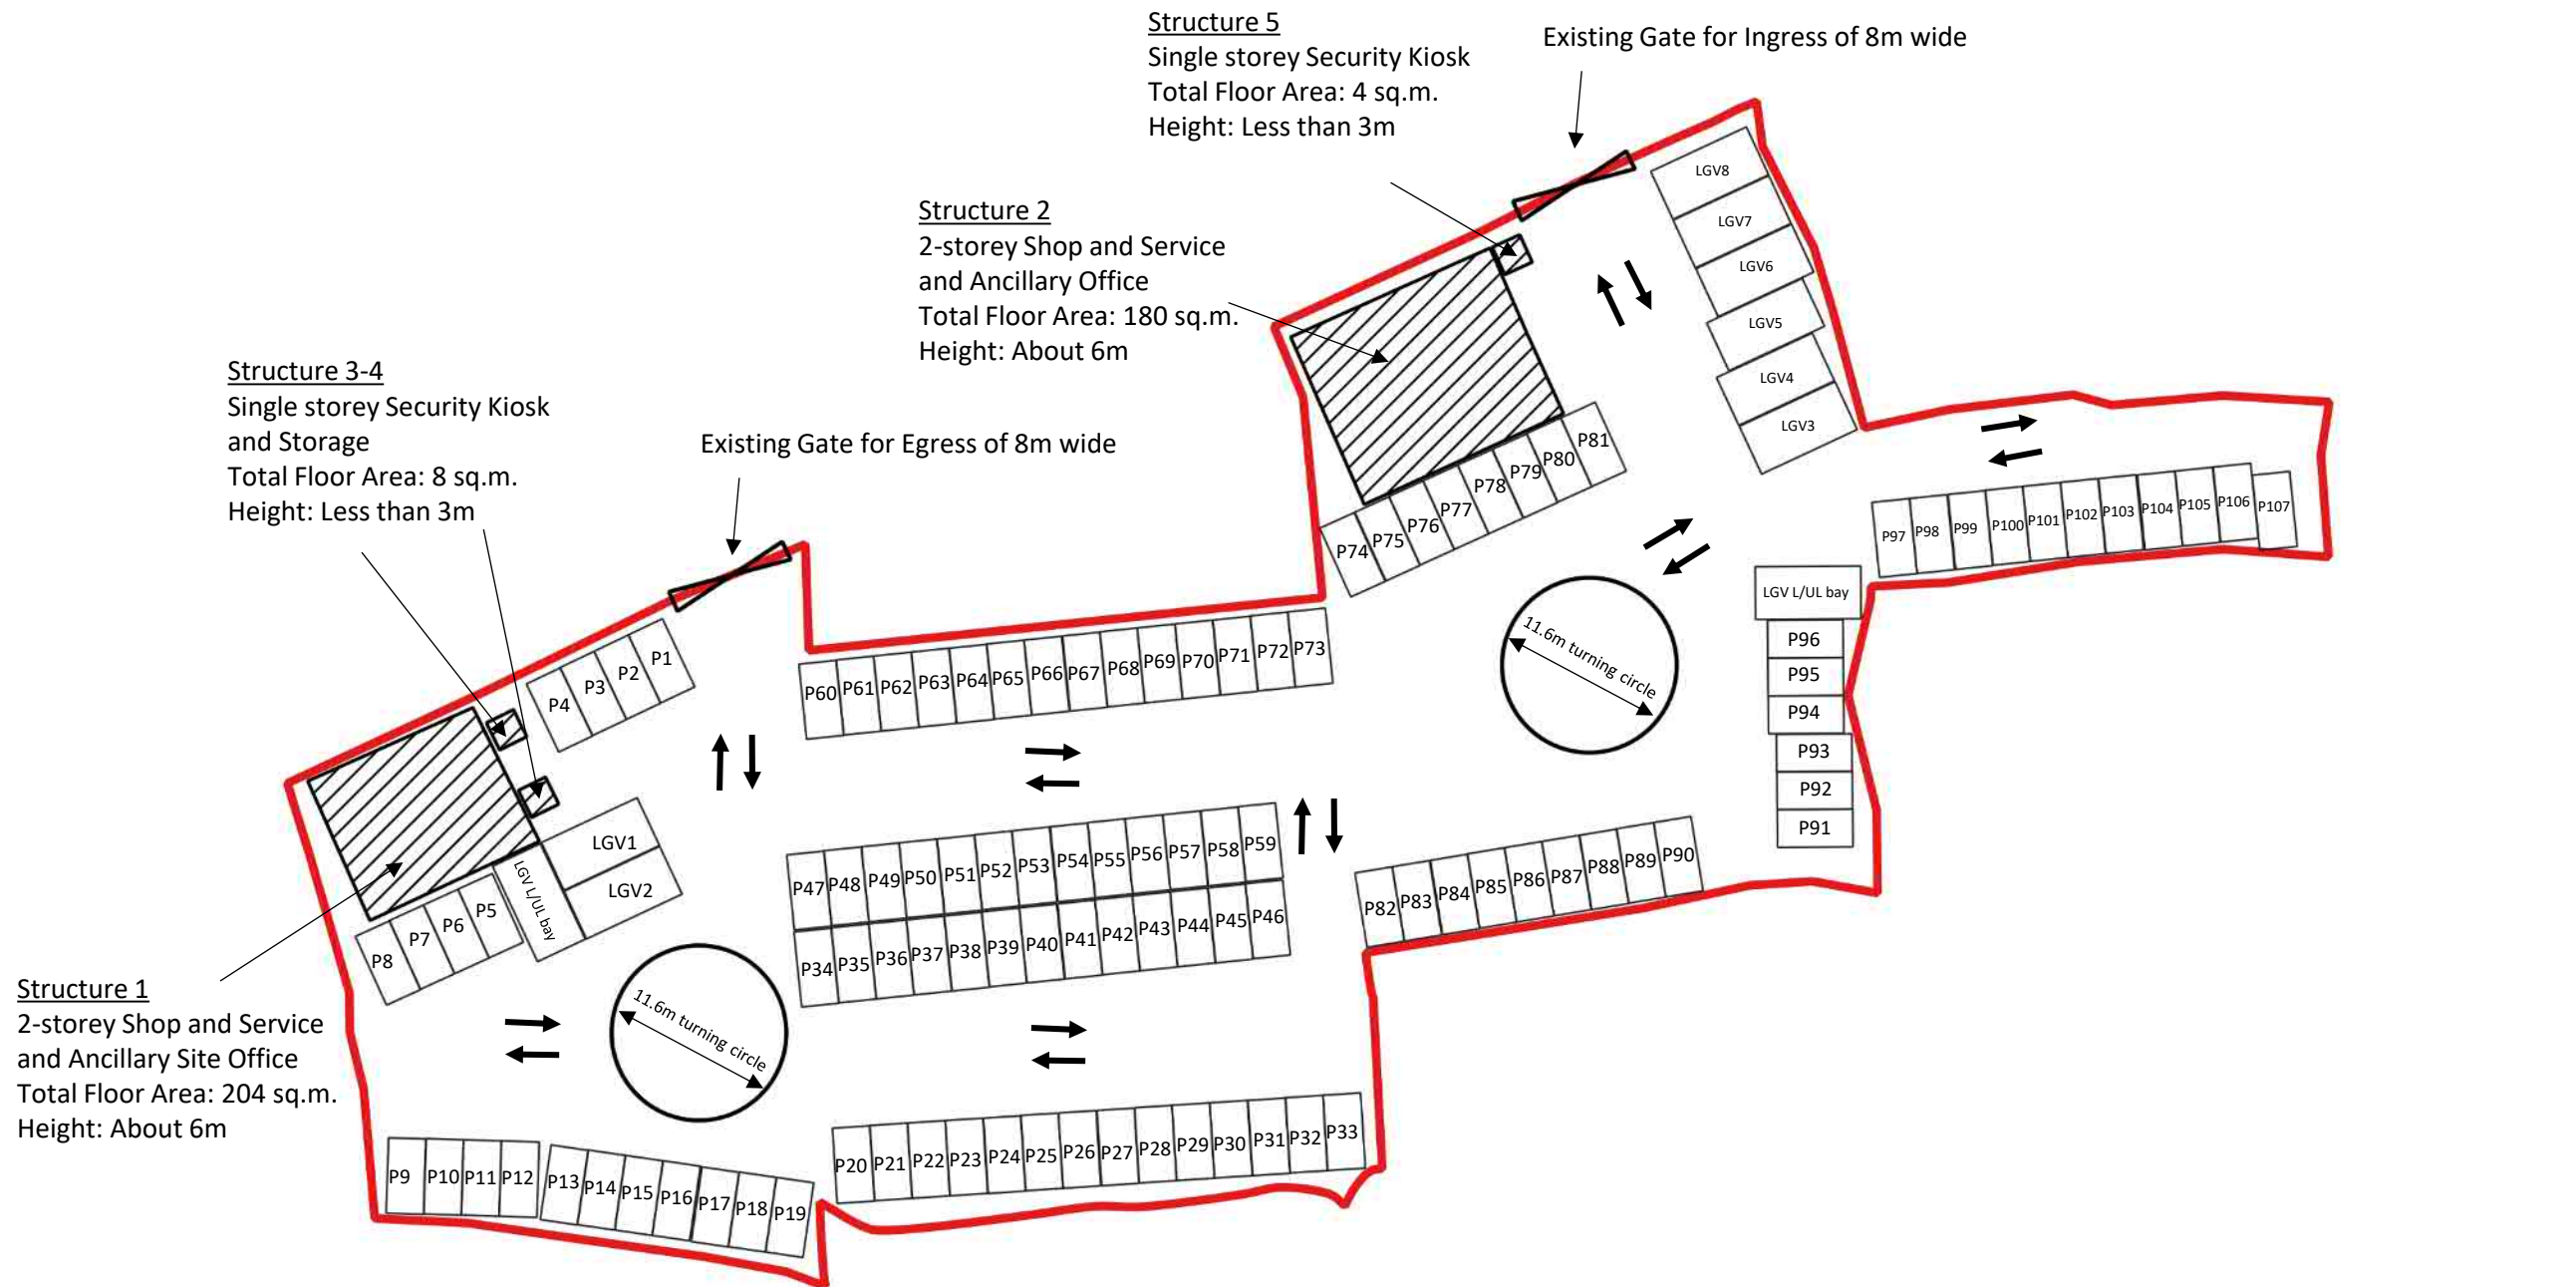 Structure 5
Single storey Security Kiosk
Total Floor Area: 4 sq.m.
Height: Less than 3m
Existing Gate for Ingress of 8m wide
Structure 2
2-storey Shop and Service
and Ancillary Office
Total Floor Area: 180 sq.m.
Height: About 6m
Structure 3-4
Single storey Security Kiosk
and Storage
Total Floor Area: 8 sq.m.
Height: Less than 3m
Existing Gate for Egress of 8m wide
LGV8
LGV7
LGV6
LGV5
LGV4
LGV3
P74 P75 P76 P77 P78 P79 P80 P81
P97 P98 P99 P100 P101 P102 P103 P104 P105 P106 P107
LGV L/UL bay
P96
P95
P94
P93
P92
P91
11.6m turning circle
P4 P3 P2 P1
P60 P61 P62 P63 P64 P65 P66 P67 P68 P69 P70 P71 P72 P73
LGV1
LGV2
LGV L/UL bay
P8 P7 P6 P5
P47 P48 P49 P50 P51 P52 P53 P54 P55 P56 P57 P58 P59
P34 P35 P36 P37 P38 P39 P40 P41 P42 P43 P44 P45 P46
P82 P83 P84 P85 P86 P87 P88 P89 P90
Structure 1
2-storey Shop and Service
and Ancillary Site Office
Total Floor Area: 204 sq.m.
Height: About 6m
11.6m turning circle
P9 P10 P11 P12 P13 P14 P15 P16 P17 P18 P19
P20 P21 P22 P23 P24 P25 P26 P27 P28 P29 P30 P31 P32 P33